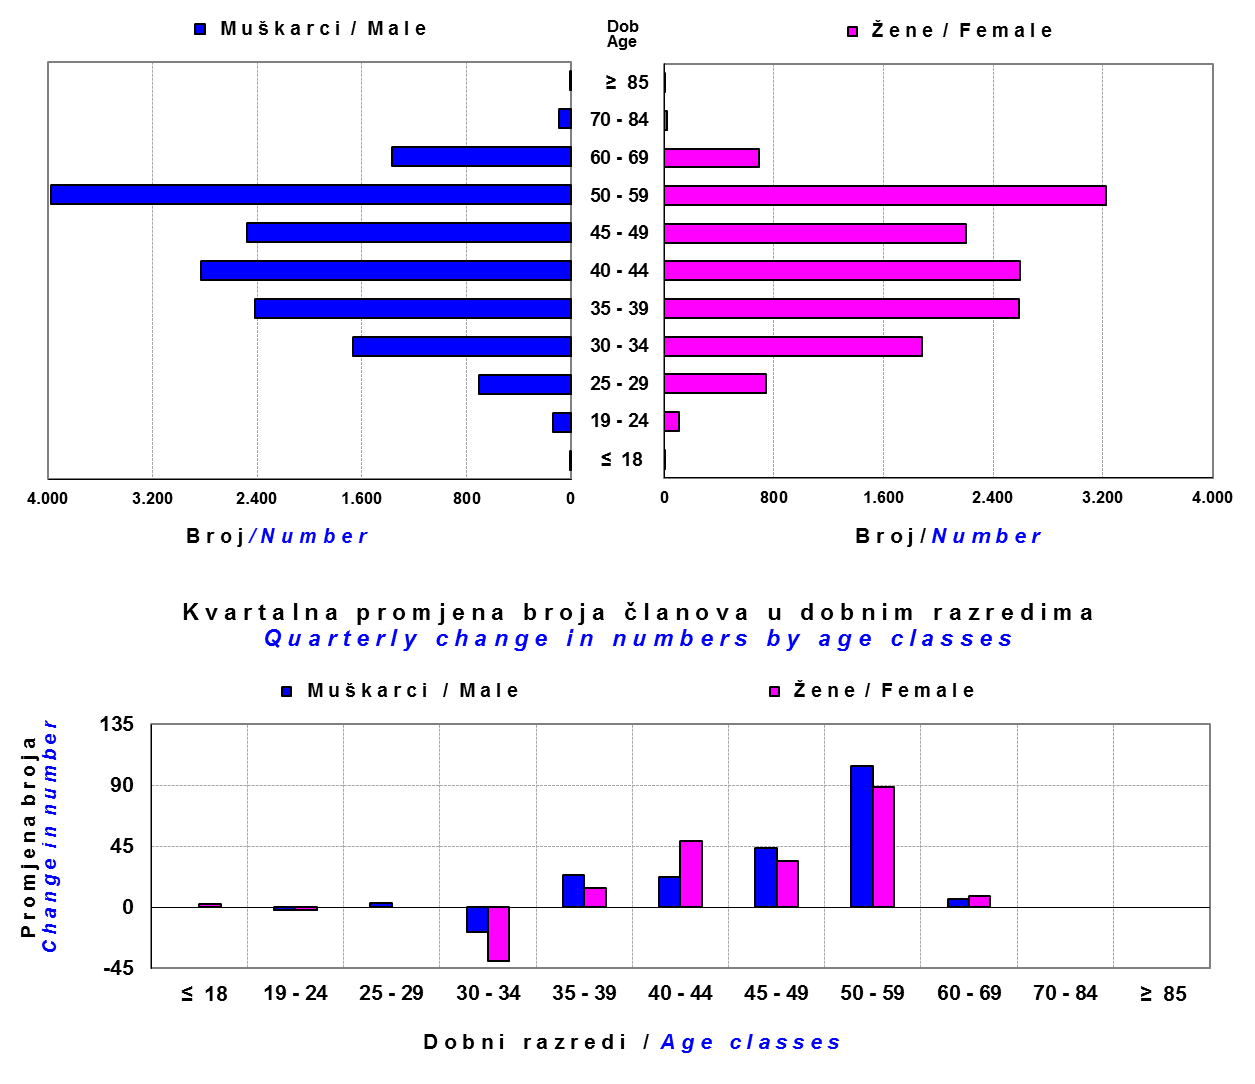 Muškarci / Male
Dob
Age
Žene / Female
≥ 85
70 - 84
60 - 69
50 - 59
45 - 49
40 - 44
35 - 39
30 - 34
25 - 29
19 - 24
≤ 18
4.000 3.200 2.400 1.600 800 0
0 800 1.600 2.400 3.200 4.000
Broj/Number
Broj/Number
Kvartalna promjena broja članova u dobnim razredima
Quarterly change in numbers by age classes
Muškarci / Male
Žene / Female
Promjena broja
Change in number
135
90
45
0
-45
≤ 18 19 - 24 25 - 29 30 - 34 35 - 39 40 - 44 45 - 49 50 - 59 60 - 69 70 - 84 ≥ 85
Dobni razredi / Age classes